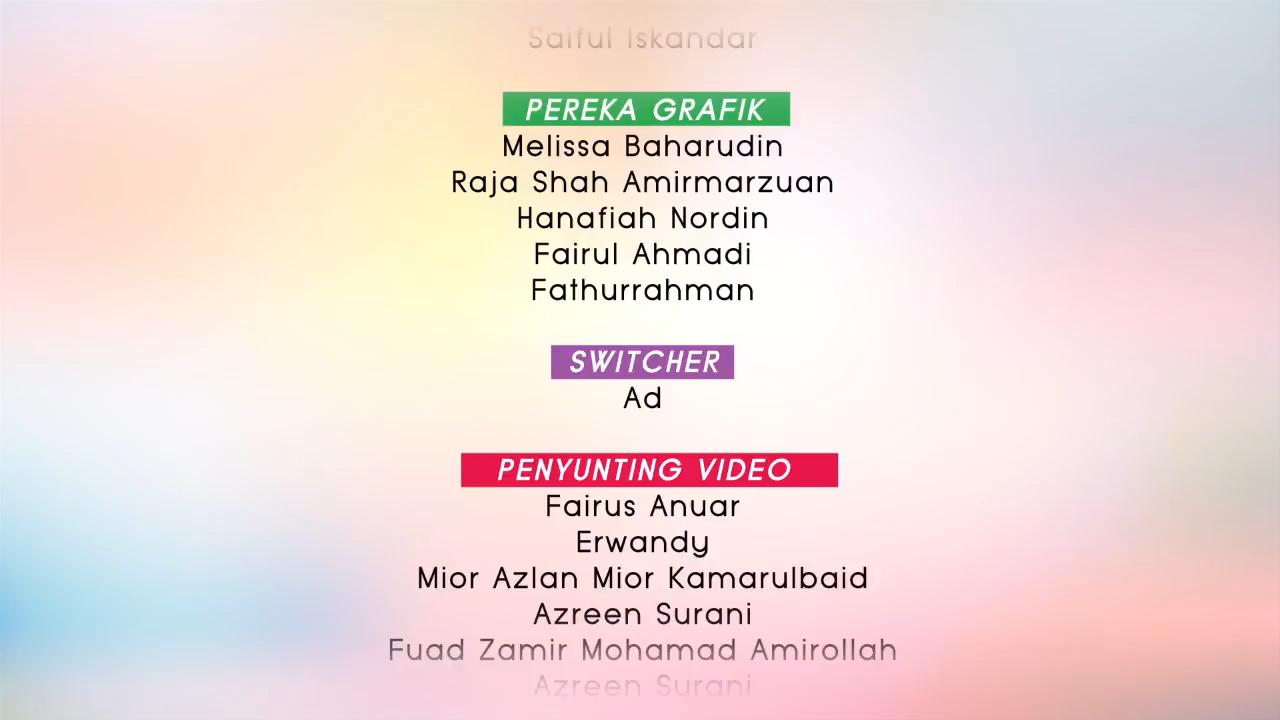 Saiful Iskandar
PEREKA GRAFIK
Melissa Baharudin
Raja Shah Amirmarzuan
Hanafiah Nordin
Fairul Ahmadi
Fathurrahman
SWITCHER
Ad
PENYUNTING VIDEO
Fairus Anuar
Erwandy
Mior Azlan Mior Kamarulbaid
Azreen Surani
Fuad Zamir Mohamad Amirollah
Azreen Surani